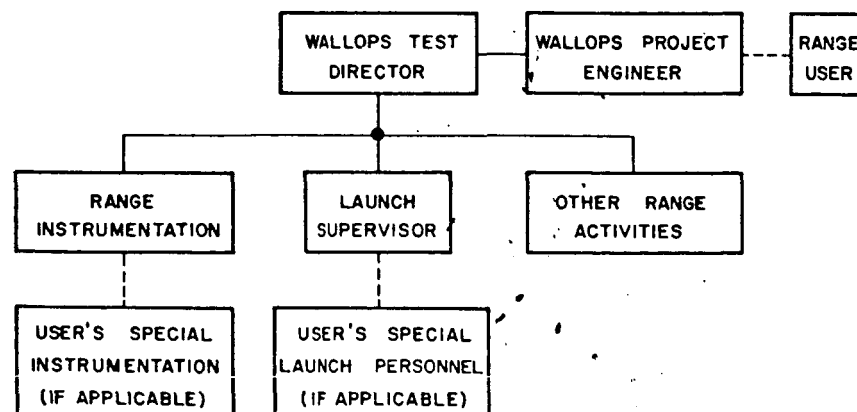 WALLOPS TEST
DIRECTOR
WALLOPS PROJECT
ENGINEER
RANGE
USER
RANGE
INSTRUMENTATION
LAUNCH
SUPERVISOR
OTHER RANGE
ACTIVITIES
USER'S SPECIAL
INSTRUMENTATION
(IF APPLICABLE)
USER'S SPECIAL
LAUNCH PERSONNEL
(IF APPLICABLE)